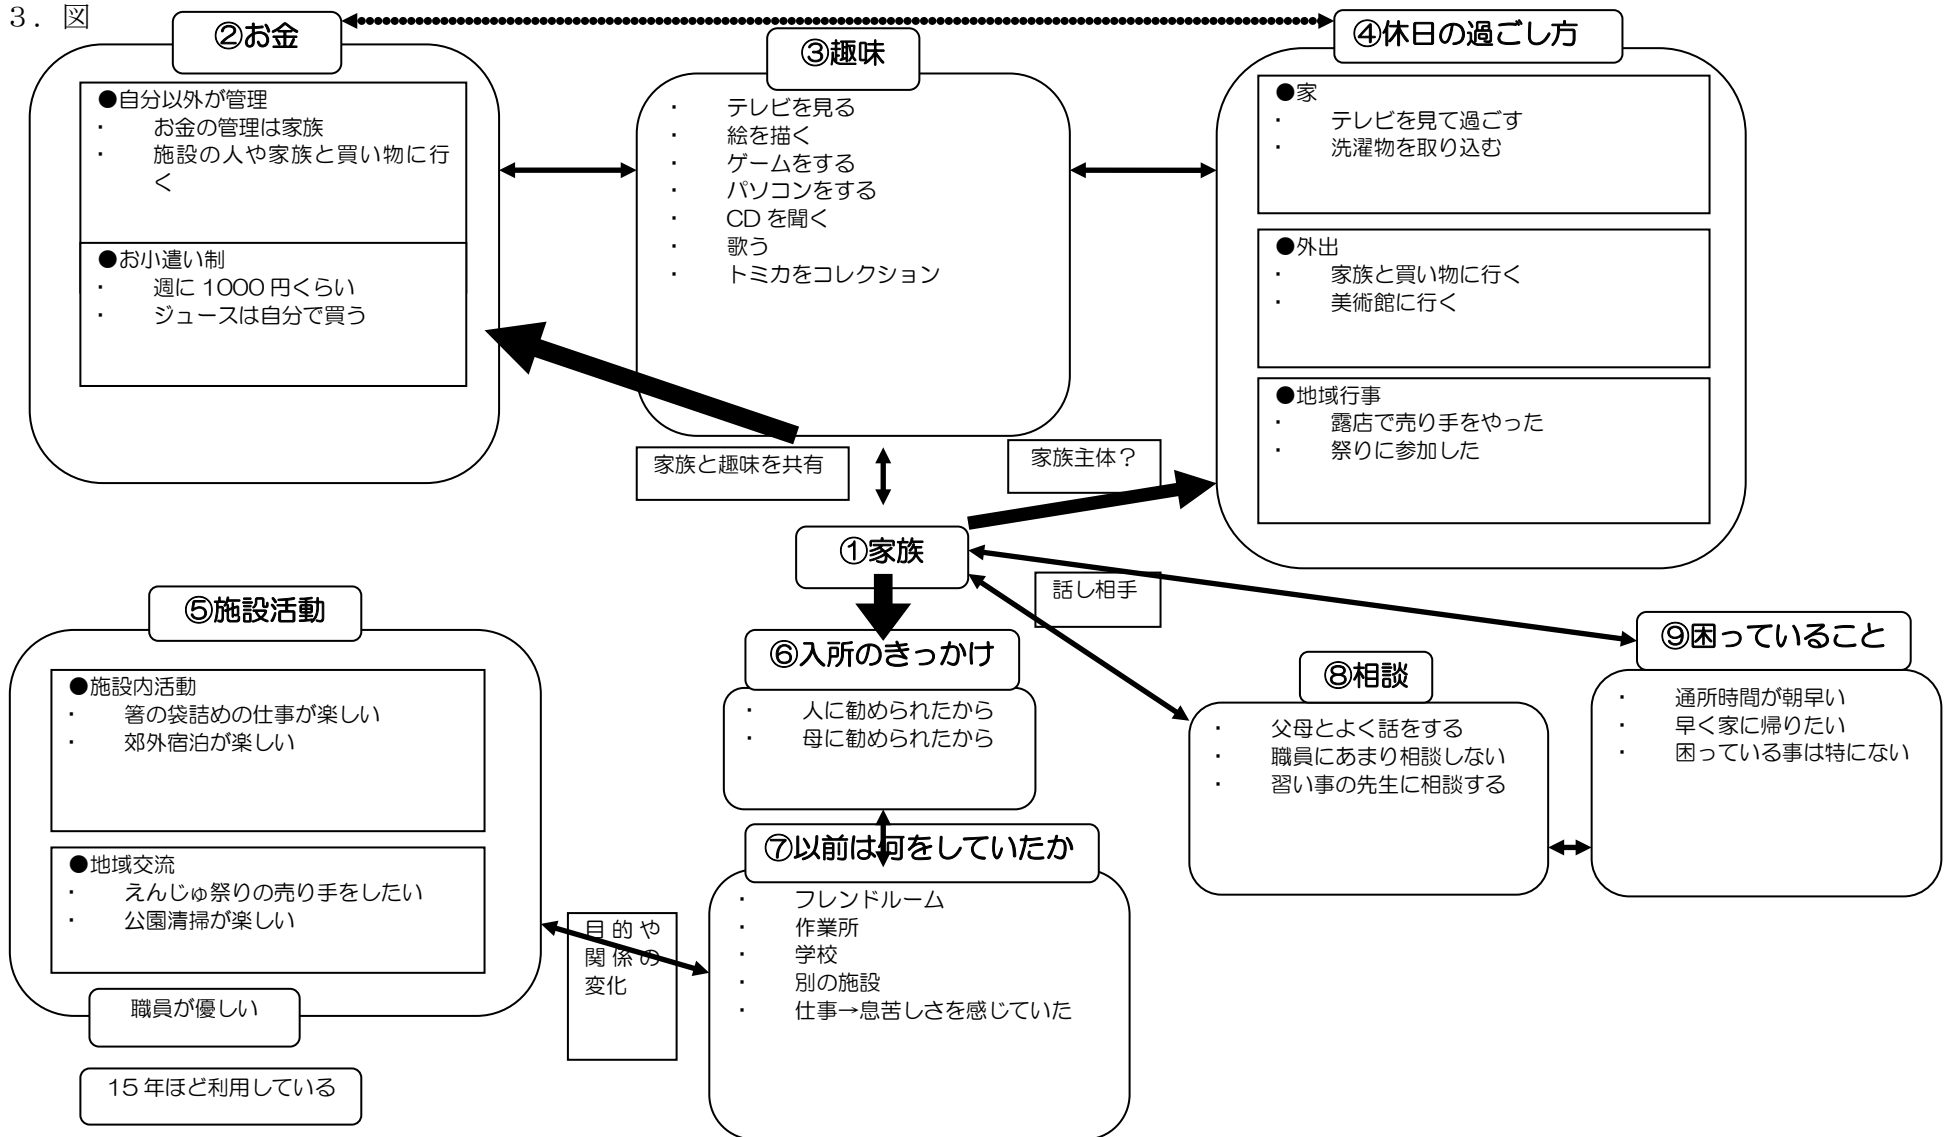 ３．図
②お金
●自分以外が管理
・ お金の管理は家族
・ 施設の人や家族と買い物に行
く
●お小遣い制
・ 週に 1000 円くらい
・ ジュースは自分で買う
③趣味
・ テレビを見る
・ 絵を描く
・ ゲームをする
・ パソコンをする
・ CD を聞く
・ 歌う
・ トミカをコレクション
④休日の過ごし方
●家
・ テレビを見て過ごす
・ 洗濯物を取り込む
●外出
・ 家族と買い物に行く
・ 美術館に行く
●地域行事
・ 露店で売り手をやった
・ 祭りに参加した
家族と趣味を共有
家族主体？
①家族
話し相手
⑤施設活動
●施設内活動
・ 箸の袋詰めの仕事が楽しい
・ 郊外宿泊が楽しい
●地域交流
・ えんじゅ祭りの売り手をしたい
・ 公園清掃が楽しい
職員が優しい
15 年ほど利用している
目的や
関係の
変化
⑥入所のきっかけ
・ 人に勧められたから
・ 母に勧められたから
⑦以前は何をしていたか
・ フレンドルーム
・ 作業所
・ 学校
・ 別の施設
・ 仕事→息苦しさを感じていた
⑧相談
・ 父母とよく話をする
・ 職員にあまり相談しない
・ 習い事の先生に相談する
⑨困っていること
・ 通所時間が朝早い
・ 早く家に帰りたい
・ 困っている事は特にない